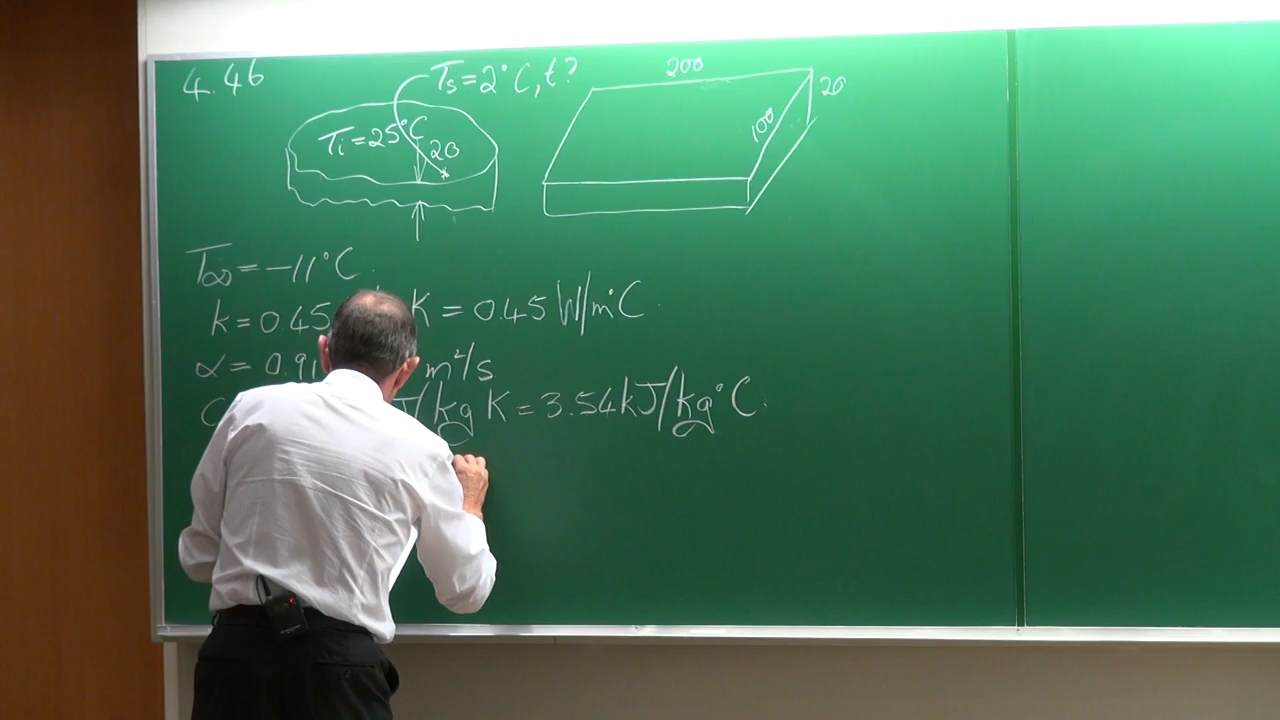 4.46
Ts=2°C, t?
Ti=25°C
20
200
100
20
T∞=-11°C.
k=0.45 K = 0.45 W/m°C.
α = 0.91 m²/s
C J/kg K = 3.54 kJ/kg°C.